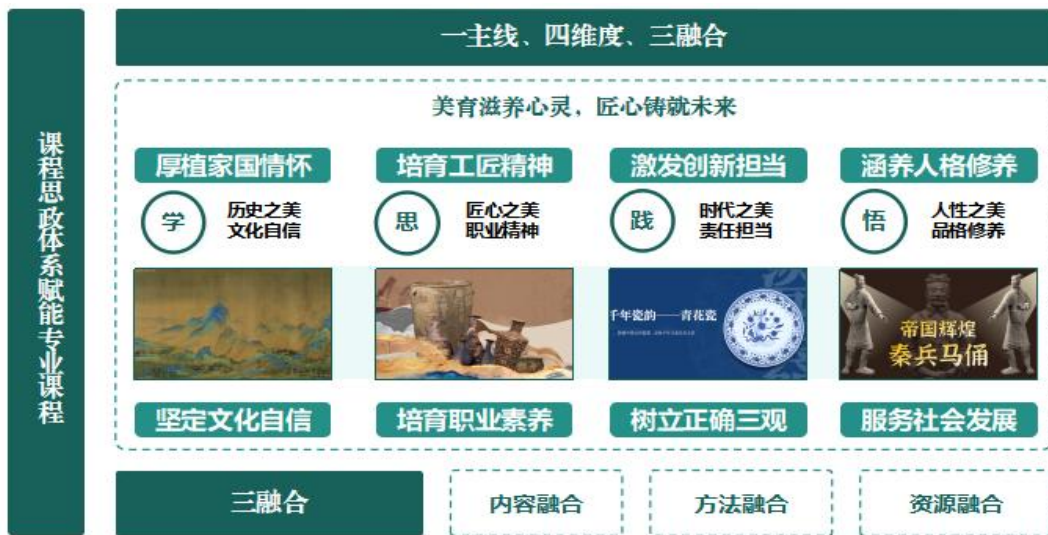 课程思政体系赋能专业课程
一主线、四维度、三融合
美育滋养心灵，匠心铸就未来
厚植家国情怀
培育工匠精神
激发创新担当
涵养人格修养
学
历史之美
文化自信
思
匠心之美
职业精神
践
时代之美
责任担当
悟
人性之美
品格修养
千年瓷韵——青花瓷
帝国辉煌
秦兵马俑
坚定文化自信
培育职业素养
树立正确三观
服务社会发展
三融合
内容融合
方法融合
资源融合